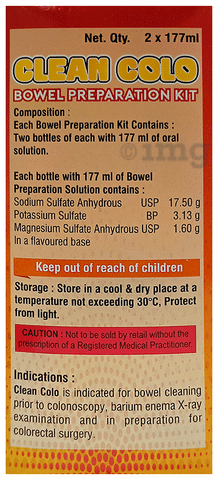 Net. Qty.   2 x 177ml
CLEAN COLO
BOWEL PREPARATION KIT
Composition :
Each Bowel Preparation Kit Contains :
Two bottles of each with 177 ml of oral
solution.
Each bottle with 177 ml of Bowel
Preparation Solution contains :
Sodium Sulfate Anhydrous   USP   17.50 g
Potassium Sulfate   BP   3.13 g
Magnesium Sulfate Anhydrous USP   1.60 g
In a flavoured base
Keep out of reach of children
Storage : Store in a cool & dry place at a
temperature not exceeding 30°C, Protect
from light.
CAUTION : Not to be sold by retail without the
prescription of a Registered Medical Practitioner.
Indications :
Clean Colo is indicated for bowel cleaning
prior to colonoscopy, barium enema X-ray
examination and in preparation for
colorectal surgery.